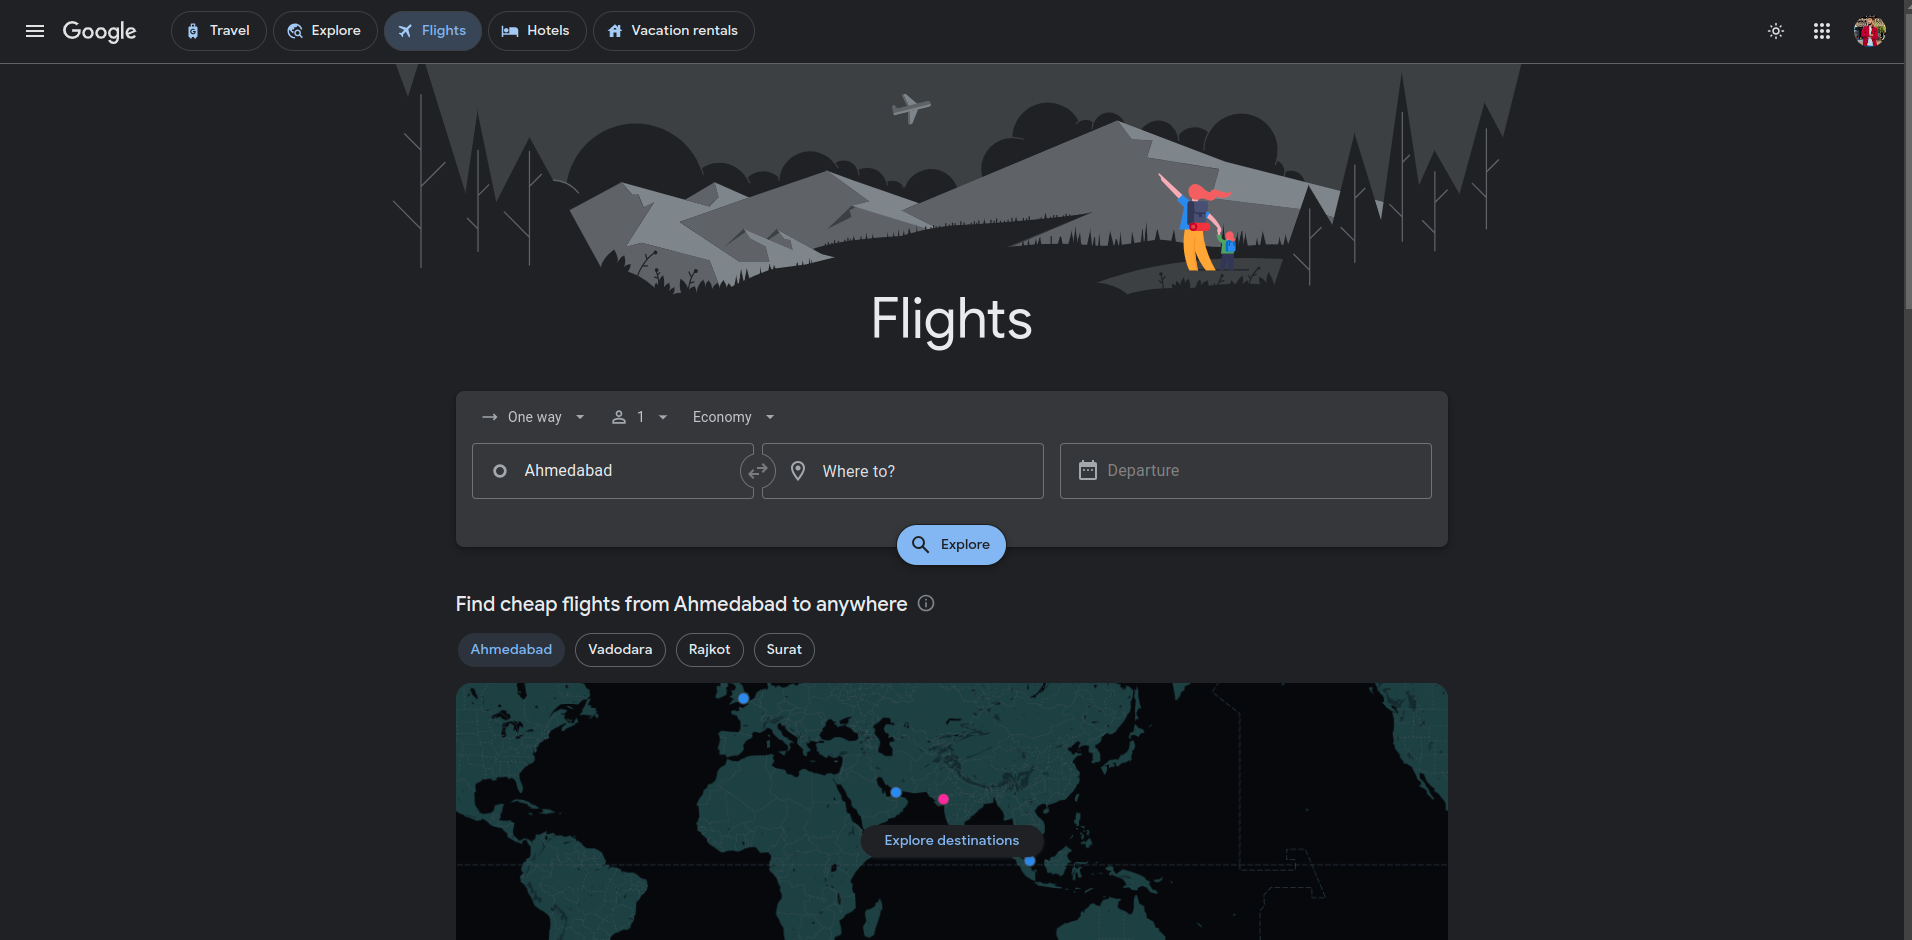 Google
Travel
Explore
Flights
Hotels
Vacation rentals
Flights
One way
1
Economy
Ahmedabad
Where to?
Departure
Explore
Find cheap flights from Ahmedabad to anywhere
Ahmedabad
Vadodara
Rajkot
Surat
Explore destinations